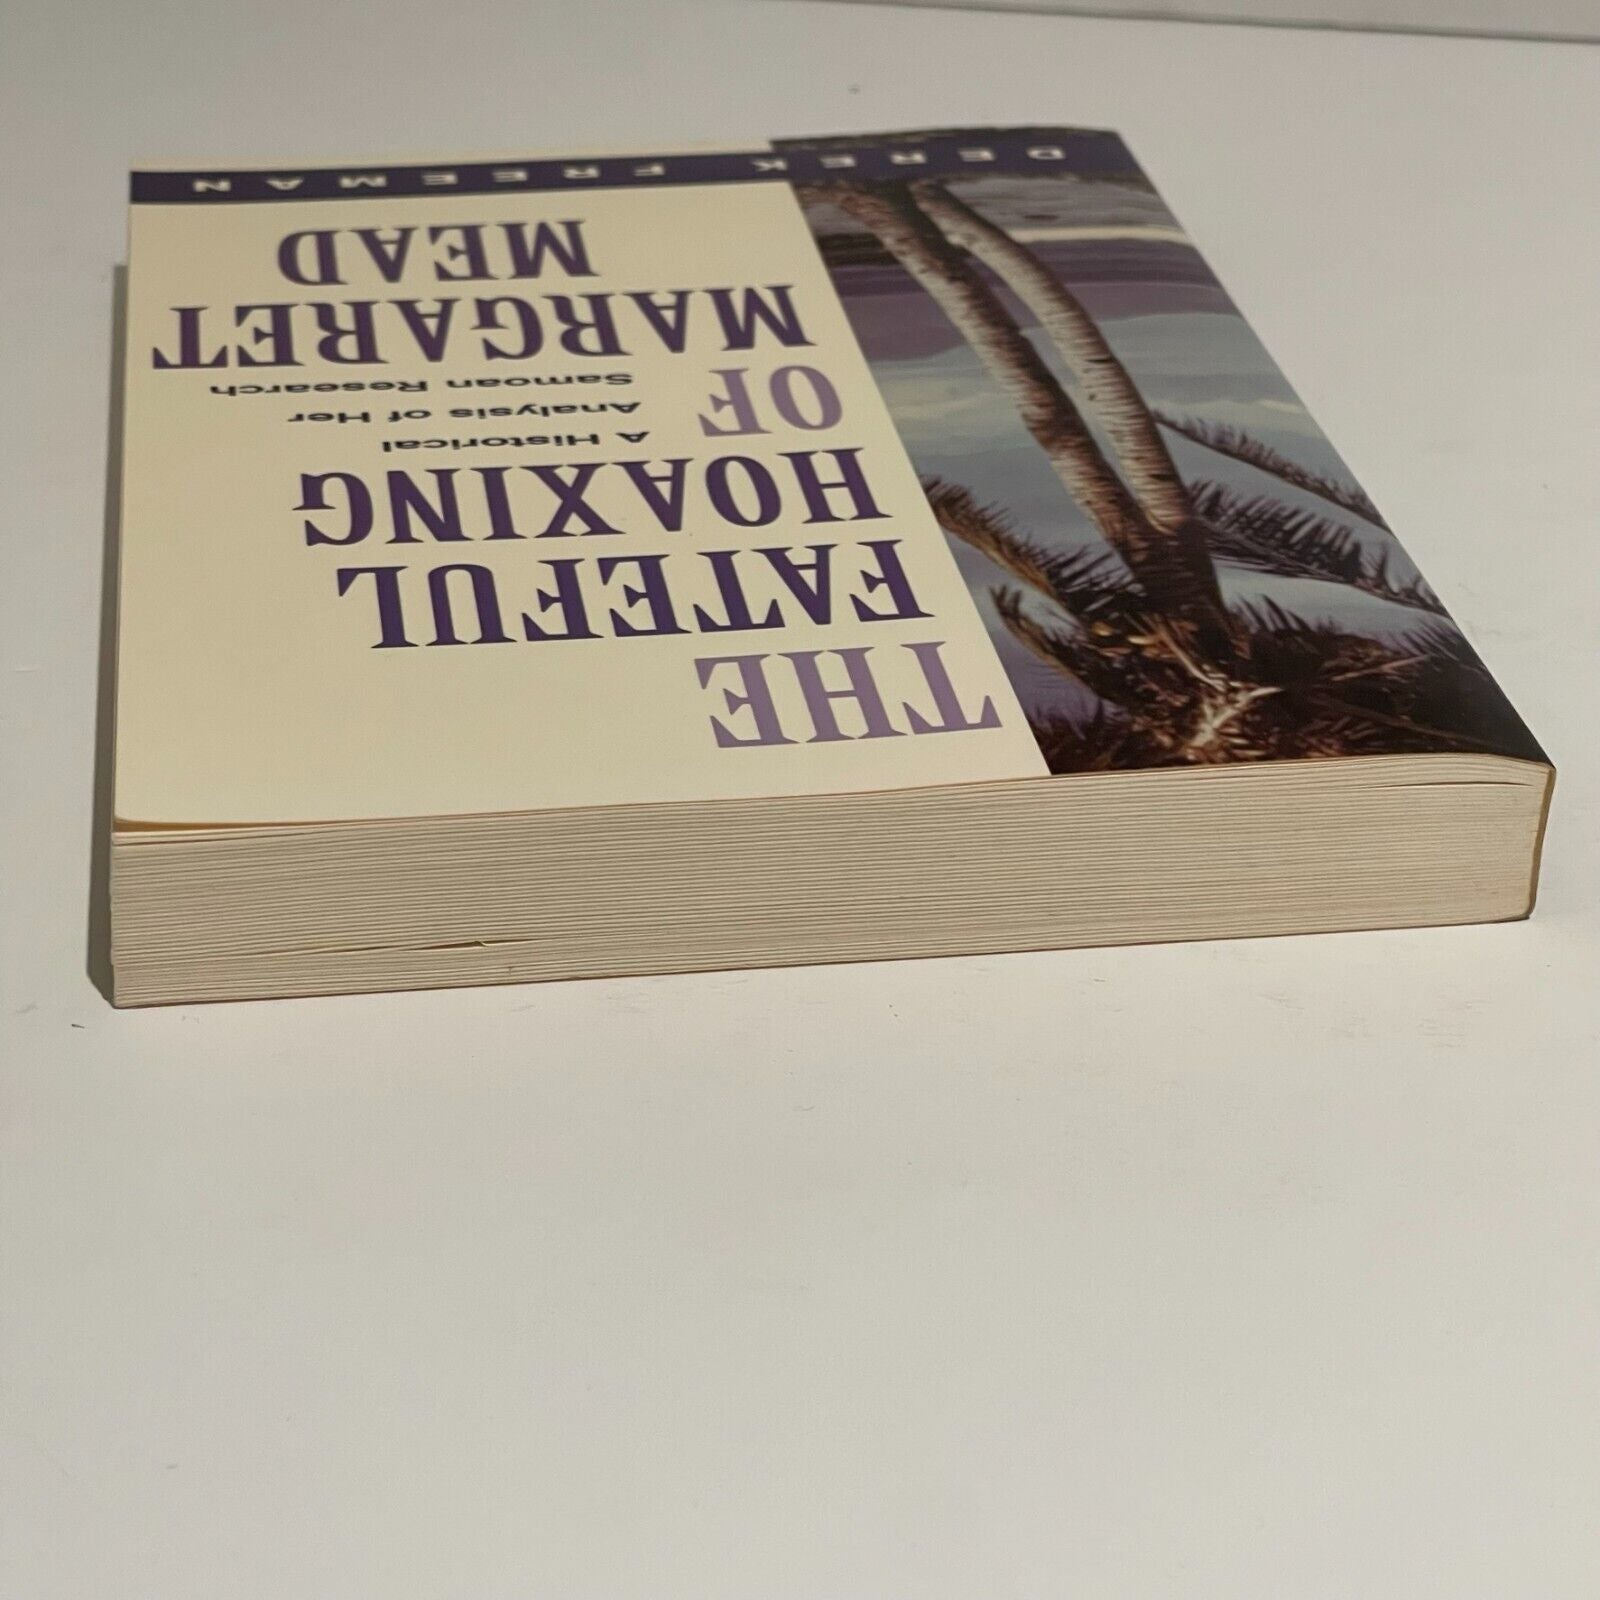 THE
FATEFUL
HOAXING
OF
A Historical
Analysis of Her
Samoan Research
MARGARET
MEAD
DEREK FREEMAN